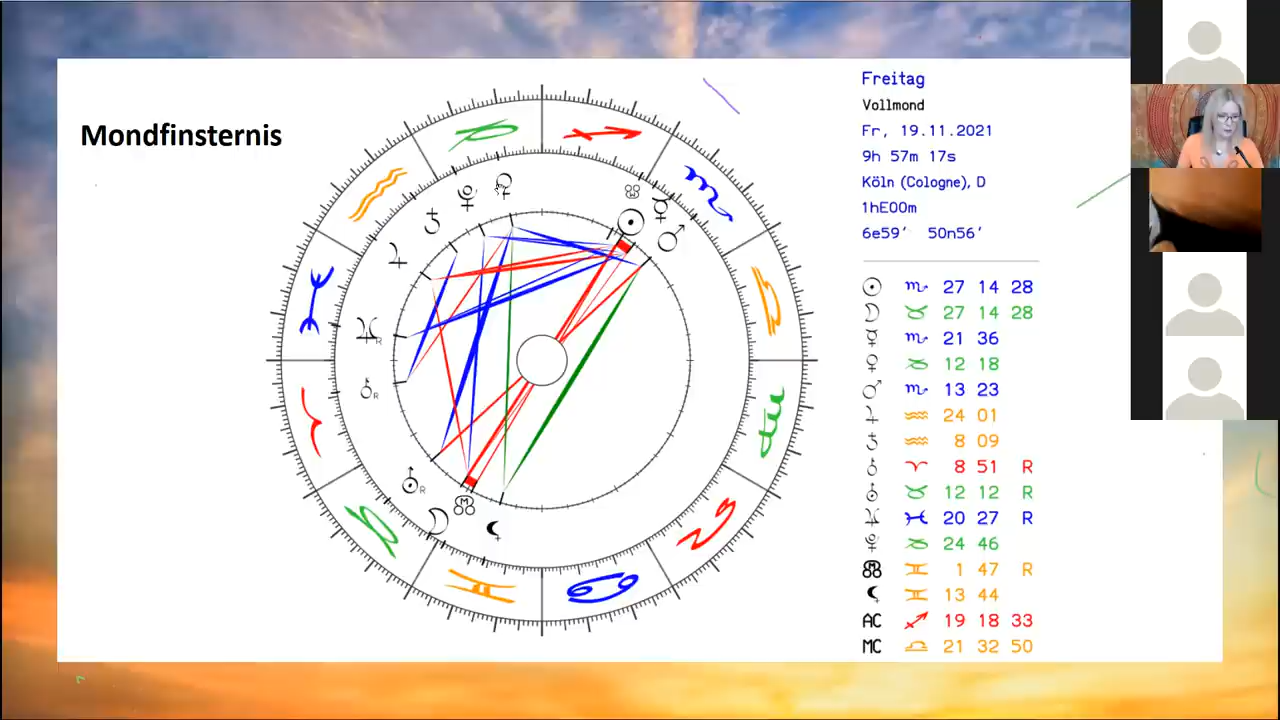 Mondfinsternis
Freitag
Vollmond
Fr, 19.11.2021
9h 57m 17s
Köln (Cologne), D
1hE00m
6e59' 50n56'
☉ ♏ 27 14 28
☽ ♉ 27 14 28
☿ ♏ 21 36
♀ ♑ 12 18
♂ ♏ 13 23
♃ ♒ 24 01
♄ ♒ 8 09
⚷ ♈ 8 51 R
⛢ ♉ 12 12 R
♆ ♓ 20 27 R
♇ ♑ 24 46
☊ ♊ 1 47 R
⚸ ♊ 13 44
AC ♐ 19 18 33
MC ♎ 21 32 50